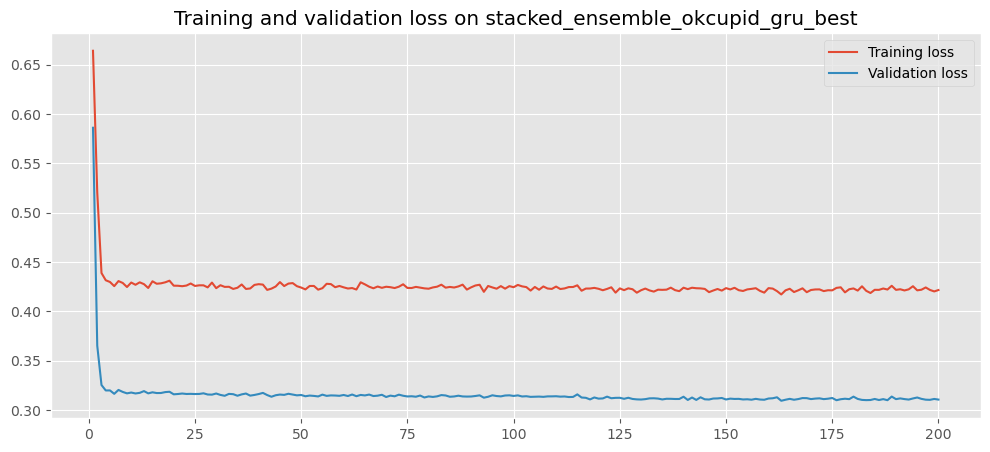 Training and validation loss on stacked_ensemble_okcupid_gru_best
Training loss
Validation loss
0.65
0.60
0.55
0.50
0.45
0.40
0.35
0.30
0 25 50 75 100 125 150 175 200